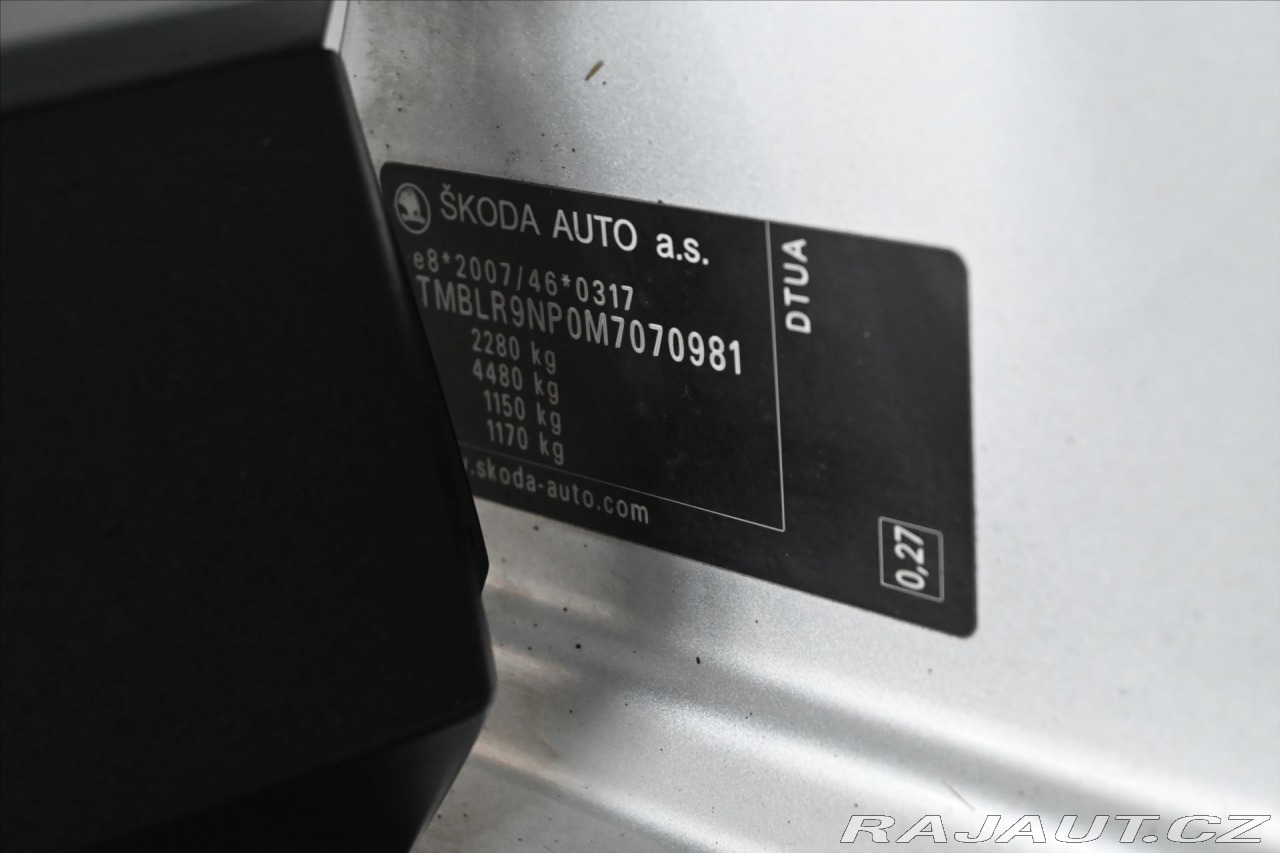 ŠKODA AUTO a.s.
e8*2007/46*0317
TMBLR9NP0M7070981
2280 kg
4480 kg
1150 kg
1170 kg
.skoda-auto.com
DTUA
0,27
RAJAUT.CZ